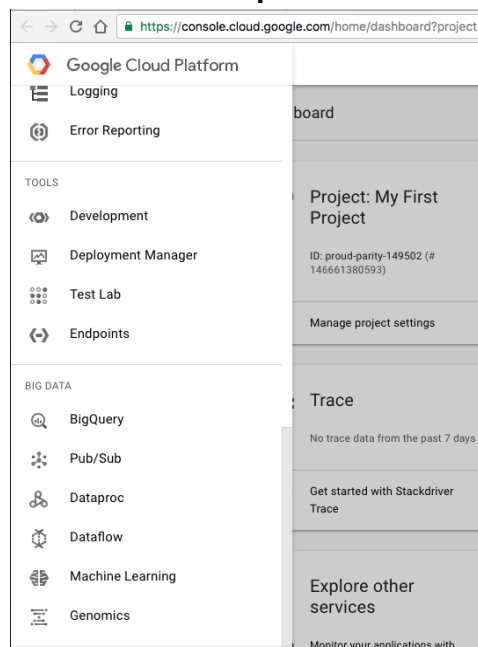 https://console.cloud.google.com/home/dashboard?project
Google Cloud Platform
Logging
Error Reporting
TOOLS
Development
Deployment Manager
Test Lab
Endpoints
BIG DATA
BigQuery
Pub/Sub
Dataproc
Dataflow
Machine Learning
Genomics
board
Project: My First
Project
ID: proud-parity-149502 (#
146661380593)
Manage project settings
Trace
No trace data from the past 7 days
Get started with Stackdriver
Trace
Explore other
services
Monitor your applications with